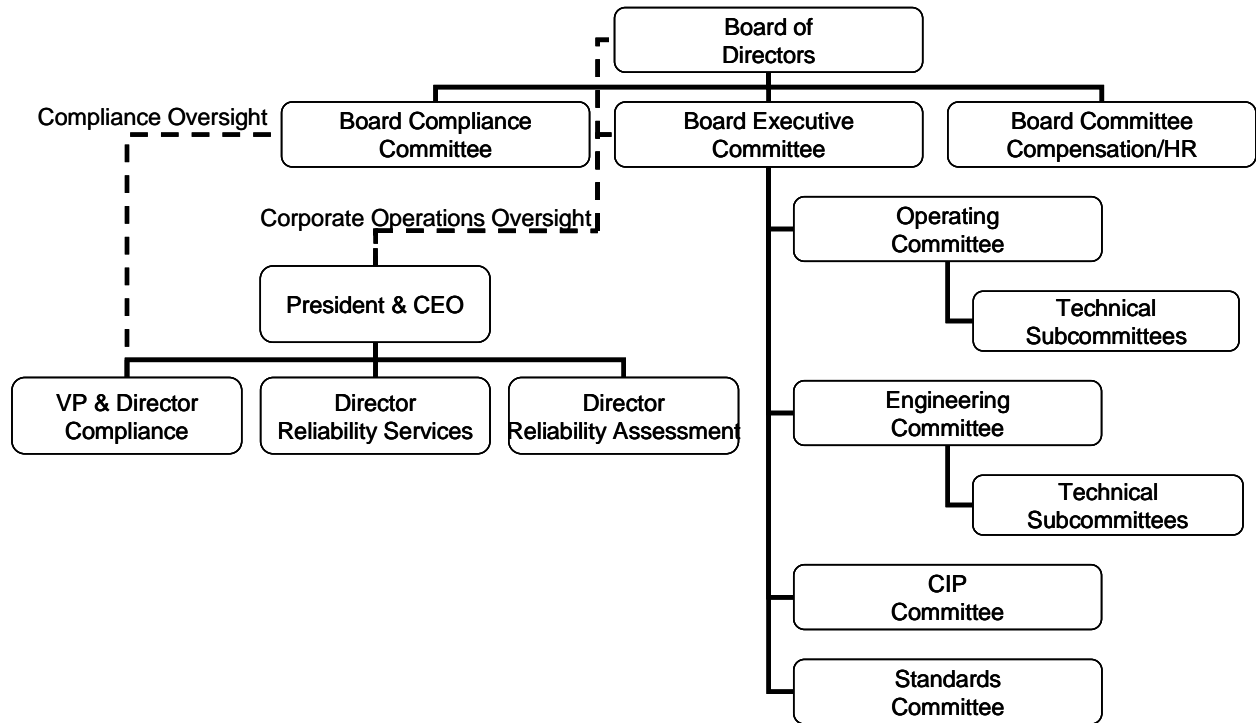 Board of
Directors
Compliance Oversight
Board Compliance
Committee
Board Executive
Committee
Board Committee
Compensation/HR
Corporate Operations Oversight
Operating
Committee
President & CEO
Technical
Subcommittees
VP & Director
Compliance
Director
Reliability Services
Director
Reliability Assessment
Engineering
Committee
Technical
Subcommittees
CIP
Committee
Standards
Committee